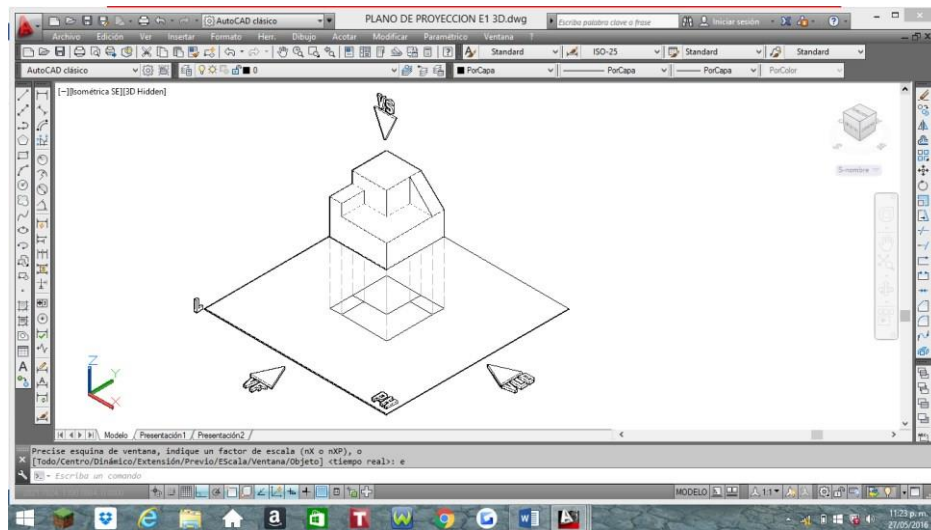 AutoCAD clásico
PLANO DE PROYECCION E1 3D.dwg
Escriba palabra clave o frase
Iniciar sesión
Archivo Edición Ver Insertar Formato Herr. Dibujo Acotar Modificar Paramétrico Ventana ?
Standard ISO-25 Standard Standard
AutoCAD clásico 0 PorCapa PorCapa PorCapa PorColor
[−][Isométrica SE][3D Hidden]
VS
S-nombre
L
VF
PH
Z
Y
X
Modelo Presentación1 Presentación2
Precise esquina de ventana, indique un factor de escala (nX o nXP), o
[Todo/Centro/Dinámico/Extensión/Previo/EScala/Ventana/Objeto] <tiempo real>: e
Escriba un comando
MODELO 1:1
11:23 p.m.
27/05/2016